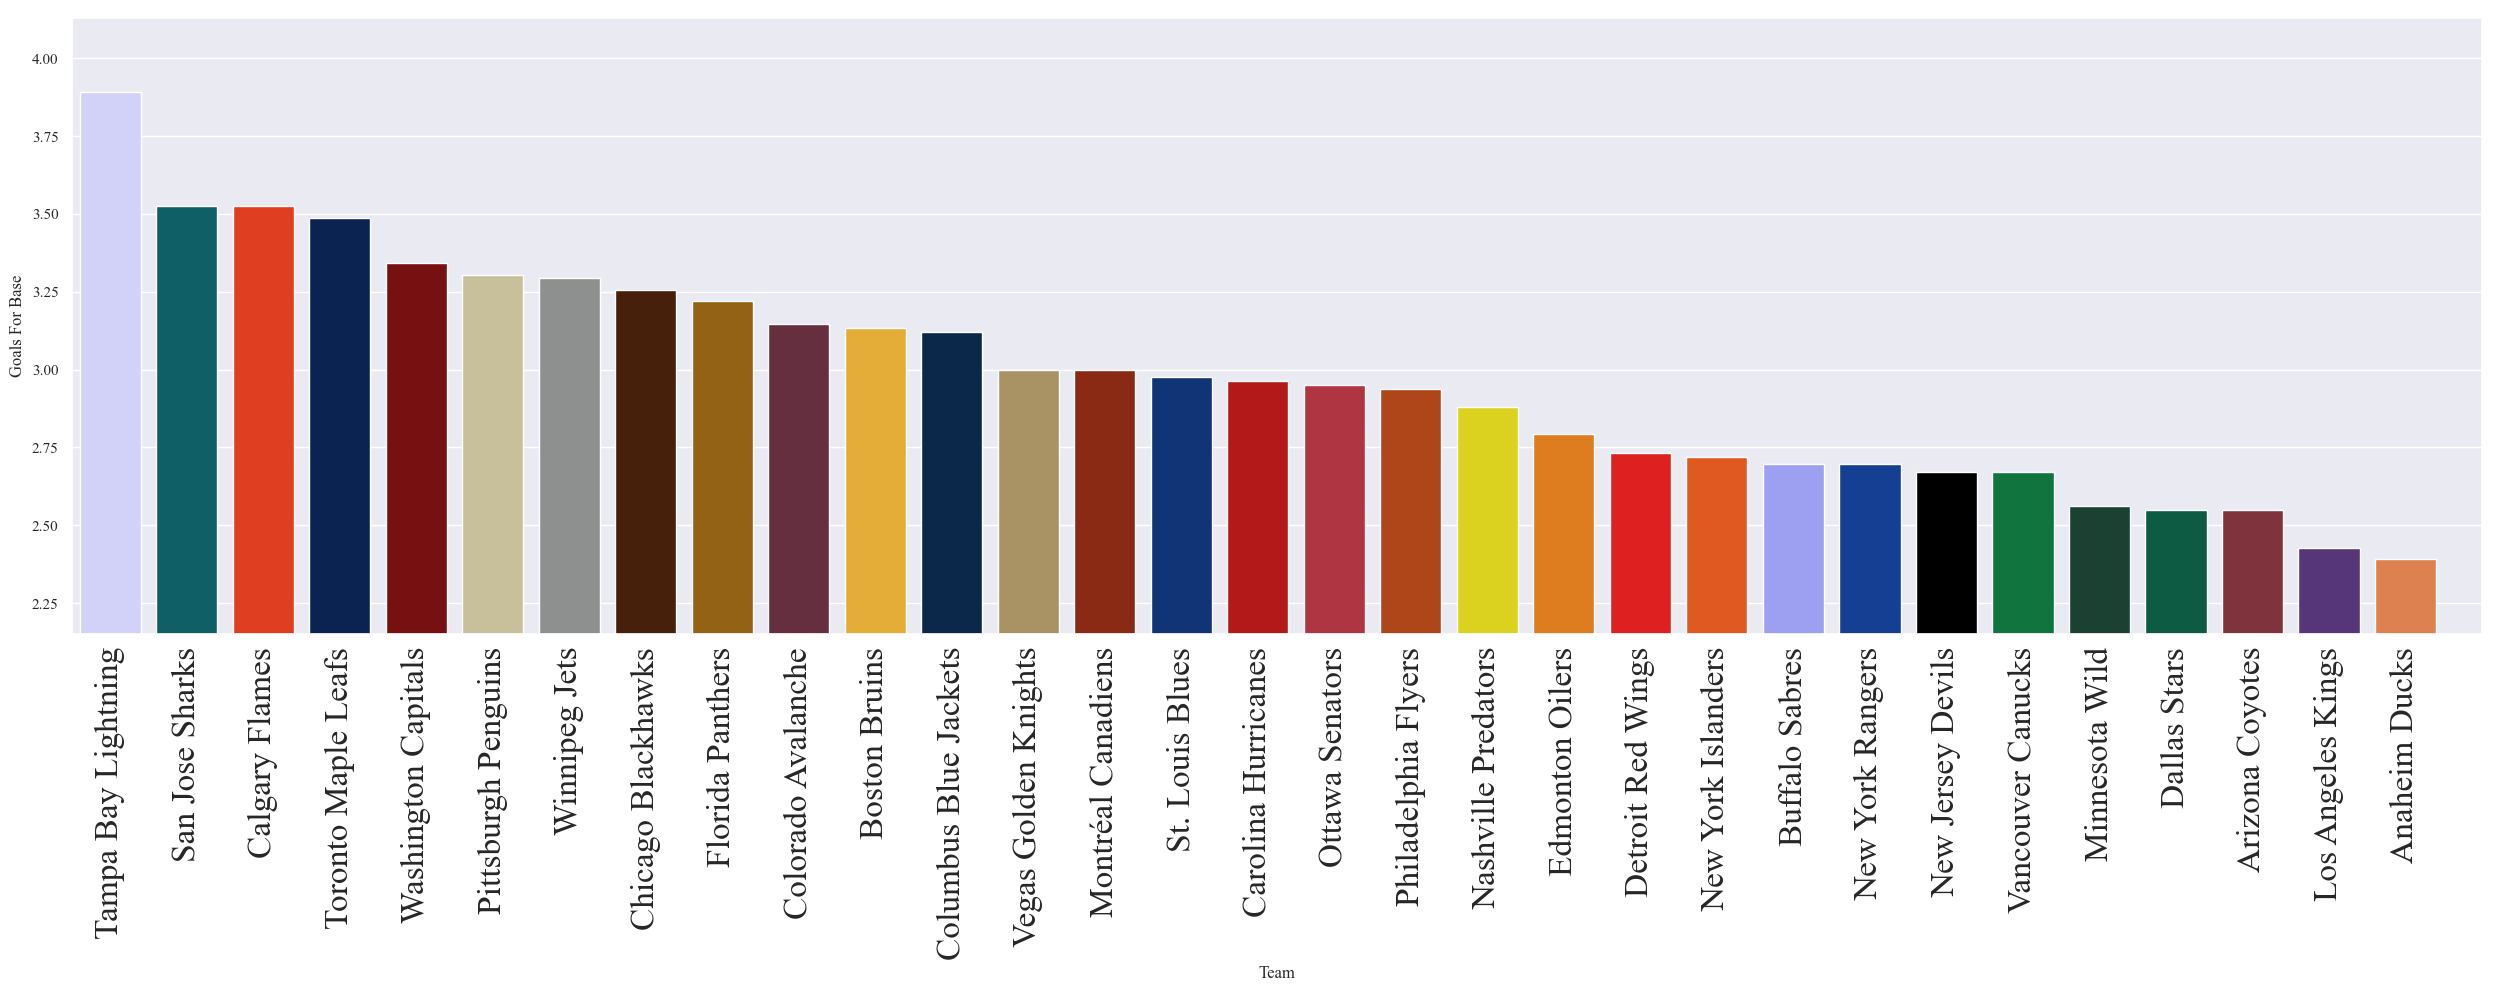 4.00
3.75
3.50
3.25
3.00
2.75
2.50
2.25
Goals For Base
Tampa Bay Lightning
San Jose Sharks
Calgary Flames
Toronto Maple Leafs
Washington Capitals
Pittsburgh Penguins
Winnipeg Jets
Chicago Blackhawks
Florida Panthers
Colorado Avalanche
Boston Bruins
Columbus Blue Jackets
Vegas Golden Knights
Montréal Canadiens
St. Louis Blues
Carolina Hurricanes
Ottawa Senators
Philadelphia Flyers
Nashville Predators
Edmonton Oilers
Detroit Red Wings
New York Islanders
Buffalo Sabres
New York Rangers
New Jersey Devils
Vancouver Canucks
Minnesota Wild
Dallas Stars
Arizona Coyotes
Los Angeles Kings
Anaheim Ducks
Team